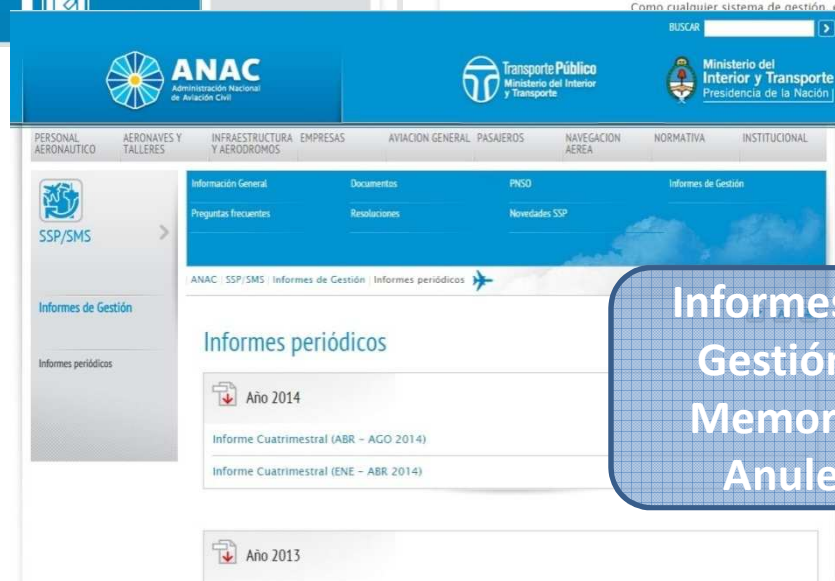 Como cualquier sistema de gestión,
BUSCAR
ANAC
Administración Nacional
de Aviación Civil
Transporte Público
Ministerio del Interior
y Transporte
Ministerio del
Interior y Transporte
Presidencia de la Nación
PERSONAL AERONAUTICO
AERONAVES Y TALLERES
INFRAESTRUCTURA Y AERODROMOS
EMPRESAS
AVIACION GENERAL
PASAJEROS
NAVEGACION AEREA
NORMATIVA
INSTITUCIONAL
SSP/SMS
Información General
Documentos
PNSO
Informes de Gestión
Preguntas frecuentes
Resoluciones
Novedades SSP
ANAC | SSP/SMS | Informes de Gestión | Informes periódicos
Informes de Gestión
Informes periódicos
Informes periódicos
Año 2014
Informe Cuatrimestral (ABR - AGO 2014)
Informe Cuatrimestral (ENE - ABR 2014)
Año 2013
Informes
Gestión
Memor
Anule